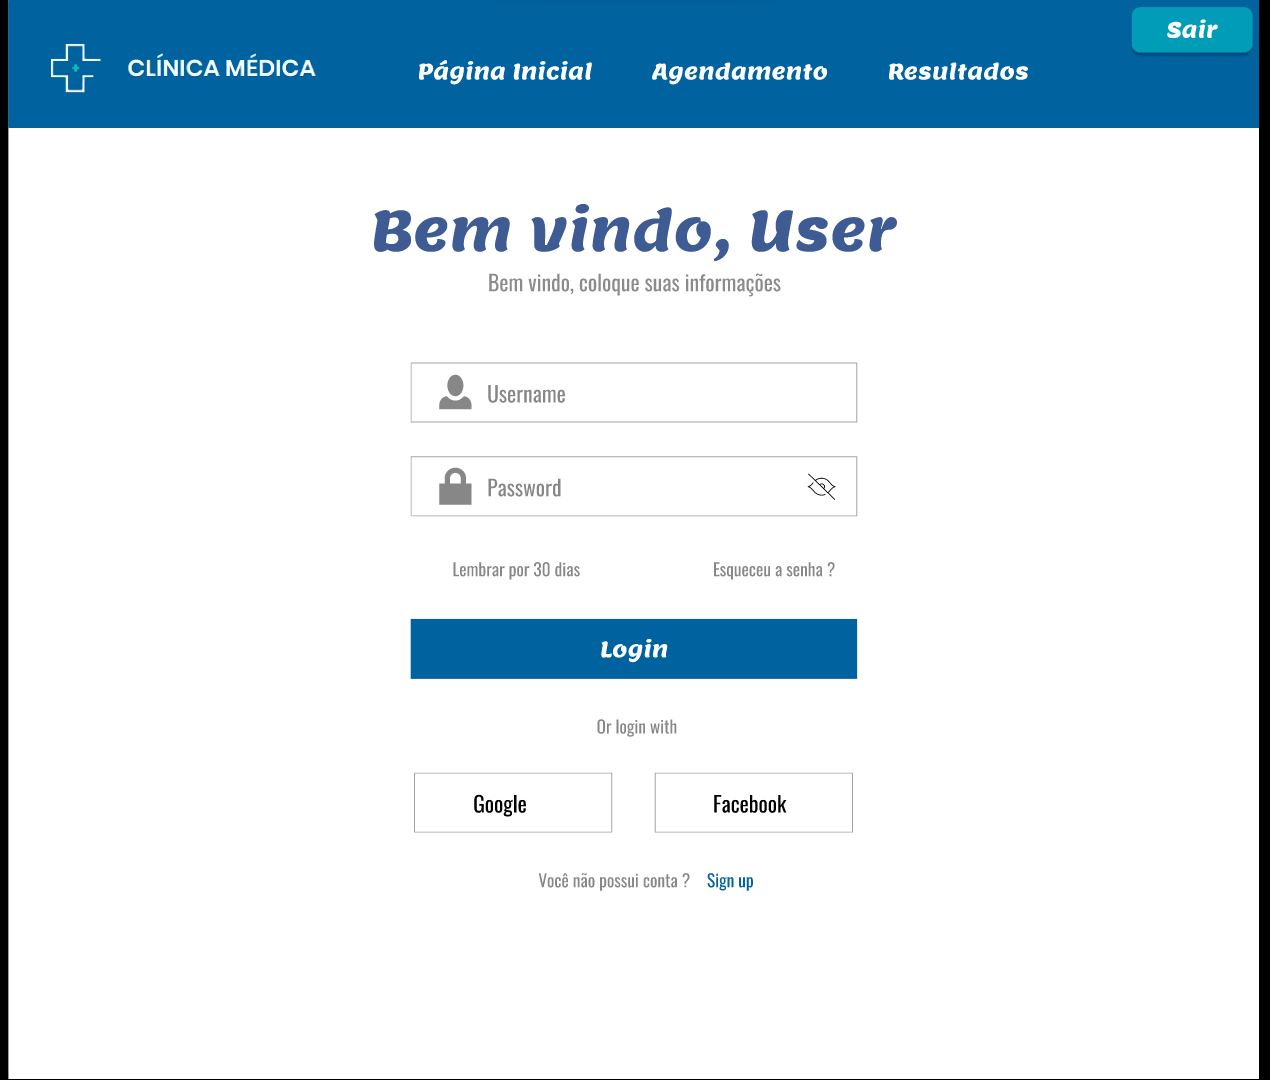 Sair
CLÍNICA MÉDICA
Página Inicial
Agendamento
Resultados
Bem vindo, User
Bem vindo, coloque suas informações
Username
Password
Lembrar por 30 dias
Esqueceu a senha ?
Login
Or login with
Google
Facebook
Você não possui conta ? Sign up